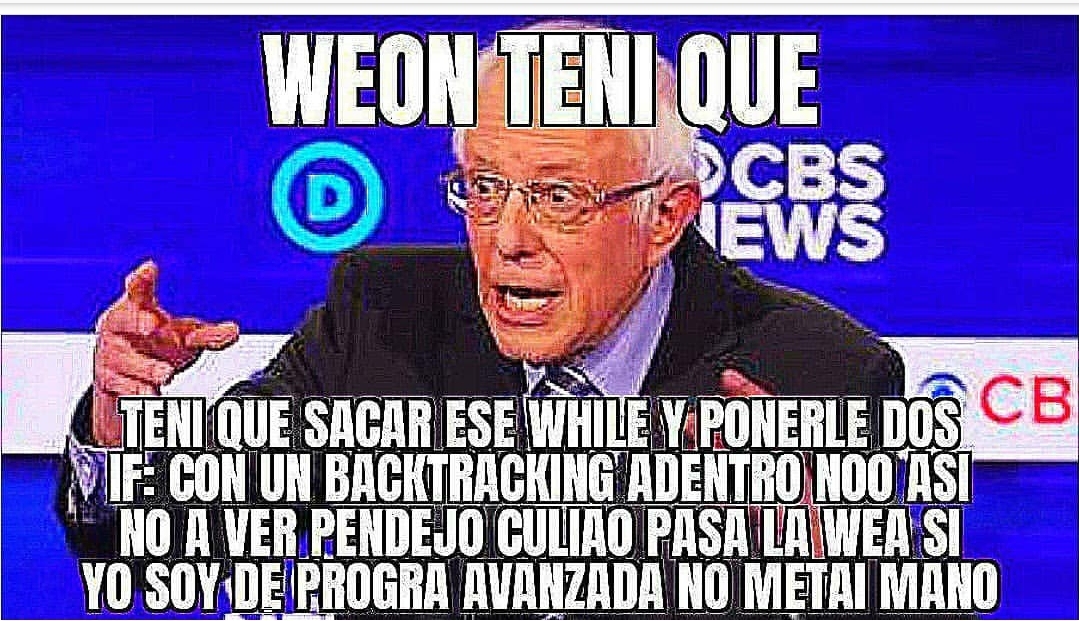 WEON TENI QUE
D
CBS
NEWS
CB
TENI QUE SACAR ESE WHILE Y PONERLE DOS
IF: CON UN BACKTRACKING ADENTRO NOO ASI
NO A VER PENDEJO CULIAO PASA LA WEA SI
YO SOY DE PROGRA AVANZADA NO METAI MANO